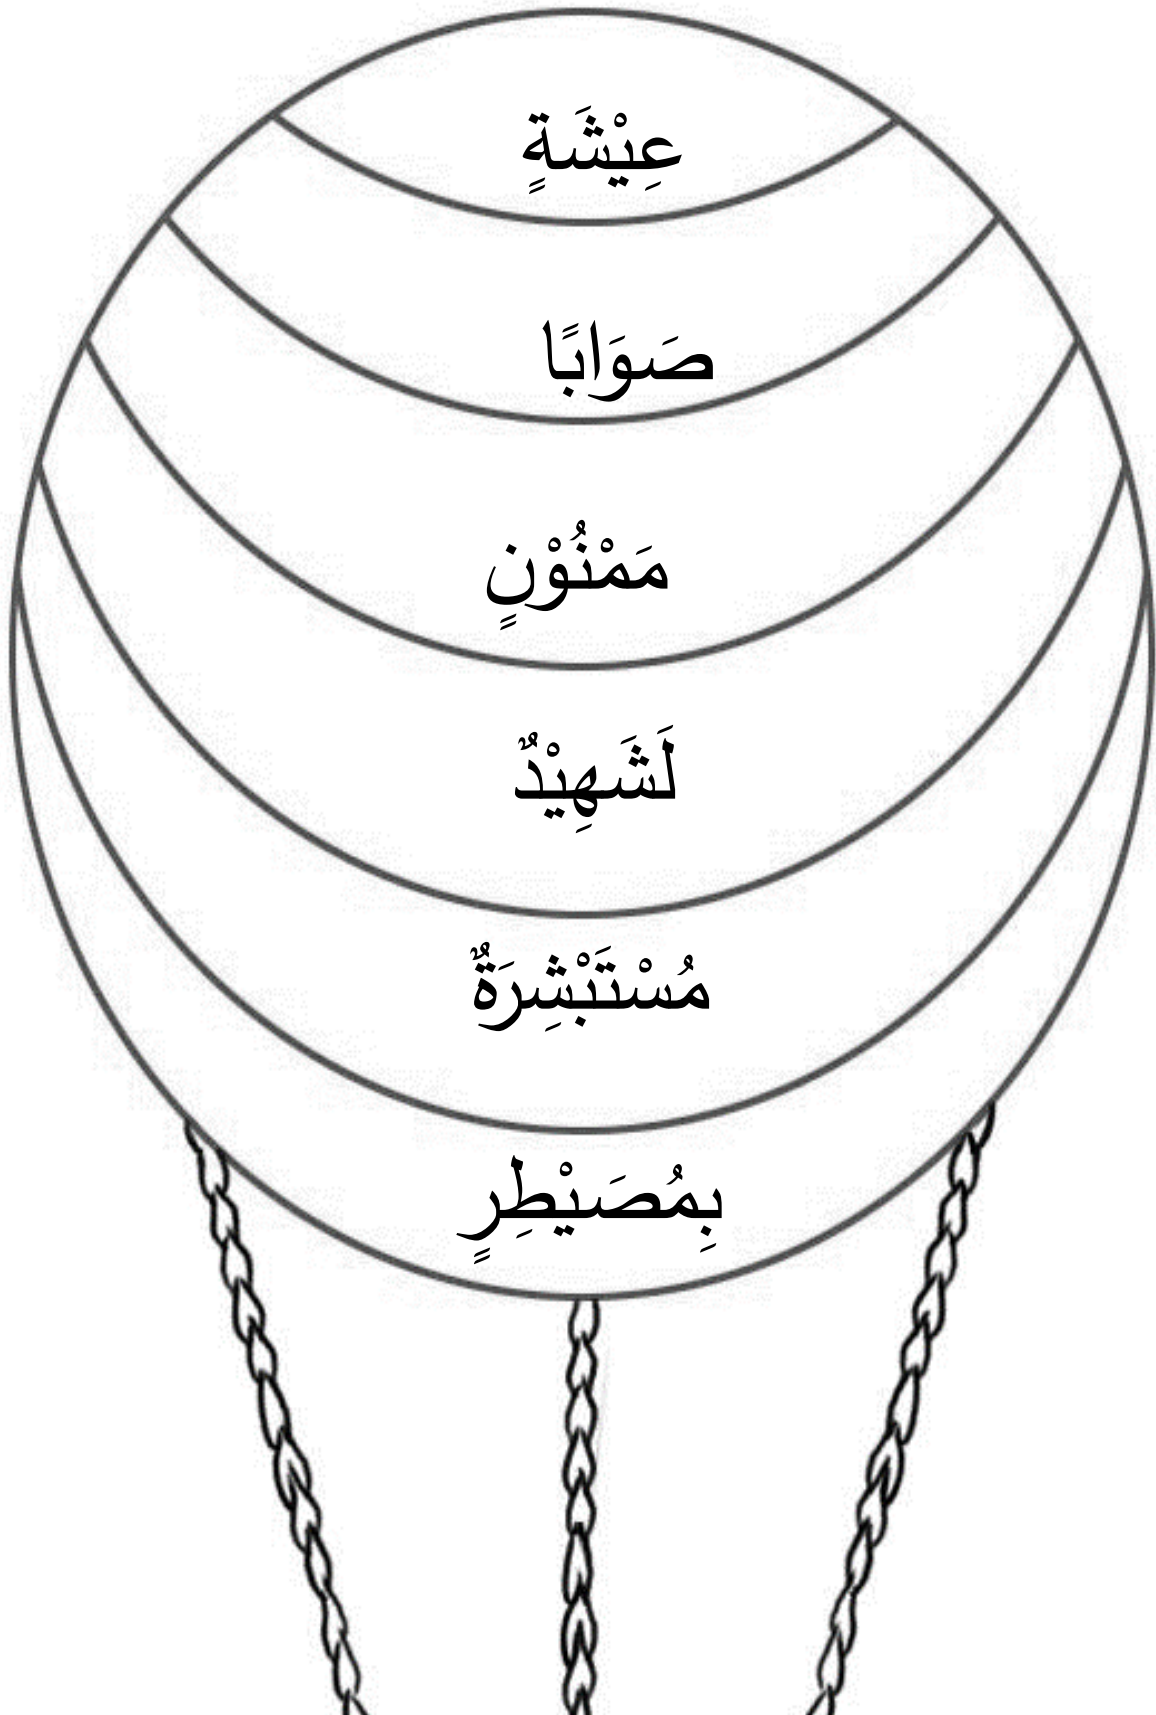 عِيْشَةٍ
صَوَابًا
مَمْنُوْنٍ
لَشَهِيْدٌ
مُسْتَبْشِرَةٌ
بِمُصَيْطِرٍ